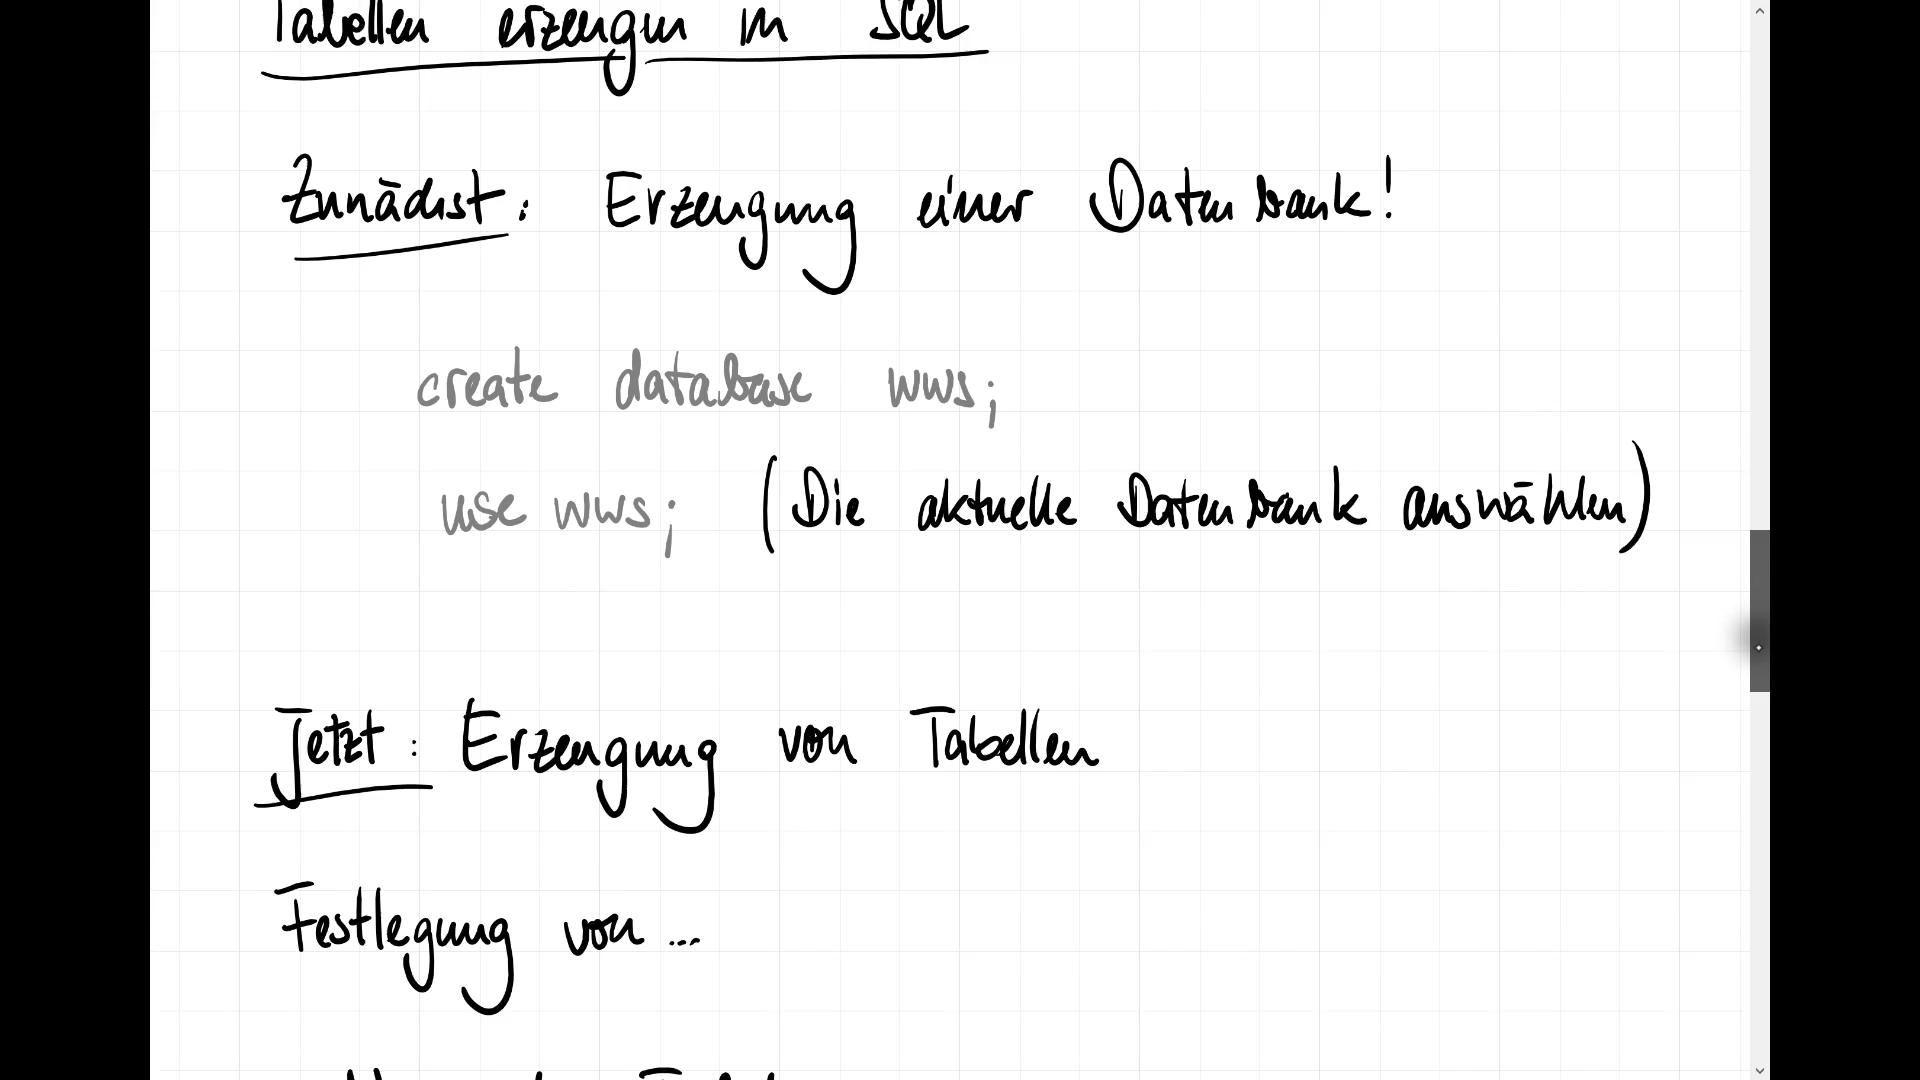 Tabellen erzeugen in SQL
Zunächst: Erzeugung einer Datenbank!
create database wws;
use wws; (Die aktuelle Datenbank auswählen)
Jetzt: Erzeugung von Tabellen
Festlegung von ...